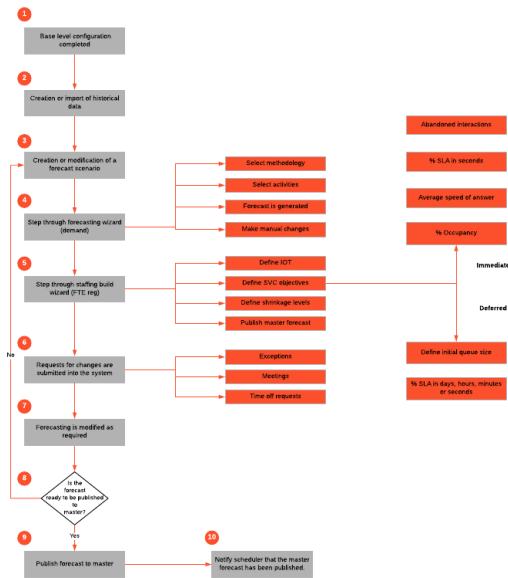 1
Base level configuration
completed
2
Creation or import of historical
data
3
Creation or modification of a
forecast scenario
4
Step through forecasting wizard
(demand)
Select methodology
Select activities
Forecast is generated
Make manual changes
5
Step through staffing build
wizard (FTE req)
Define IOT
Define SVC objectives
Define shrinkage levels
Publish master forecast
Abandoned interactions
% SLA in seconds
Average speed of answer
% Occupancy
Immediate
Deferred
Define initial queue size
% SLA in days, hours, minutes
or seconds
6
Requests for changes are
submitted into the system
Exceptions
Meetings
Time off requests
No
7
Forecasting is modified as
required
8
Is the
forecast
ready to be published
to
master?
Yes
9
Publish forecast to master
10
Notify scheduler that the master
forecast has been published.